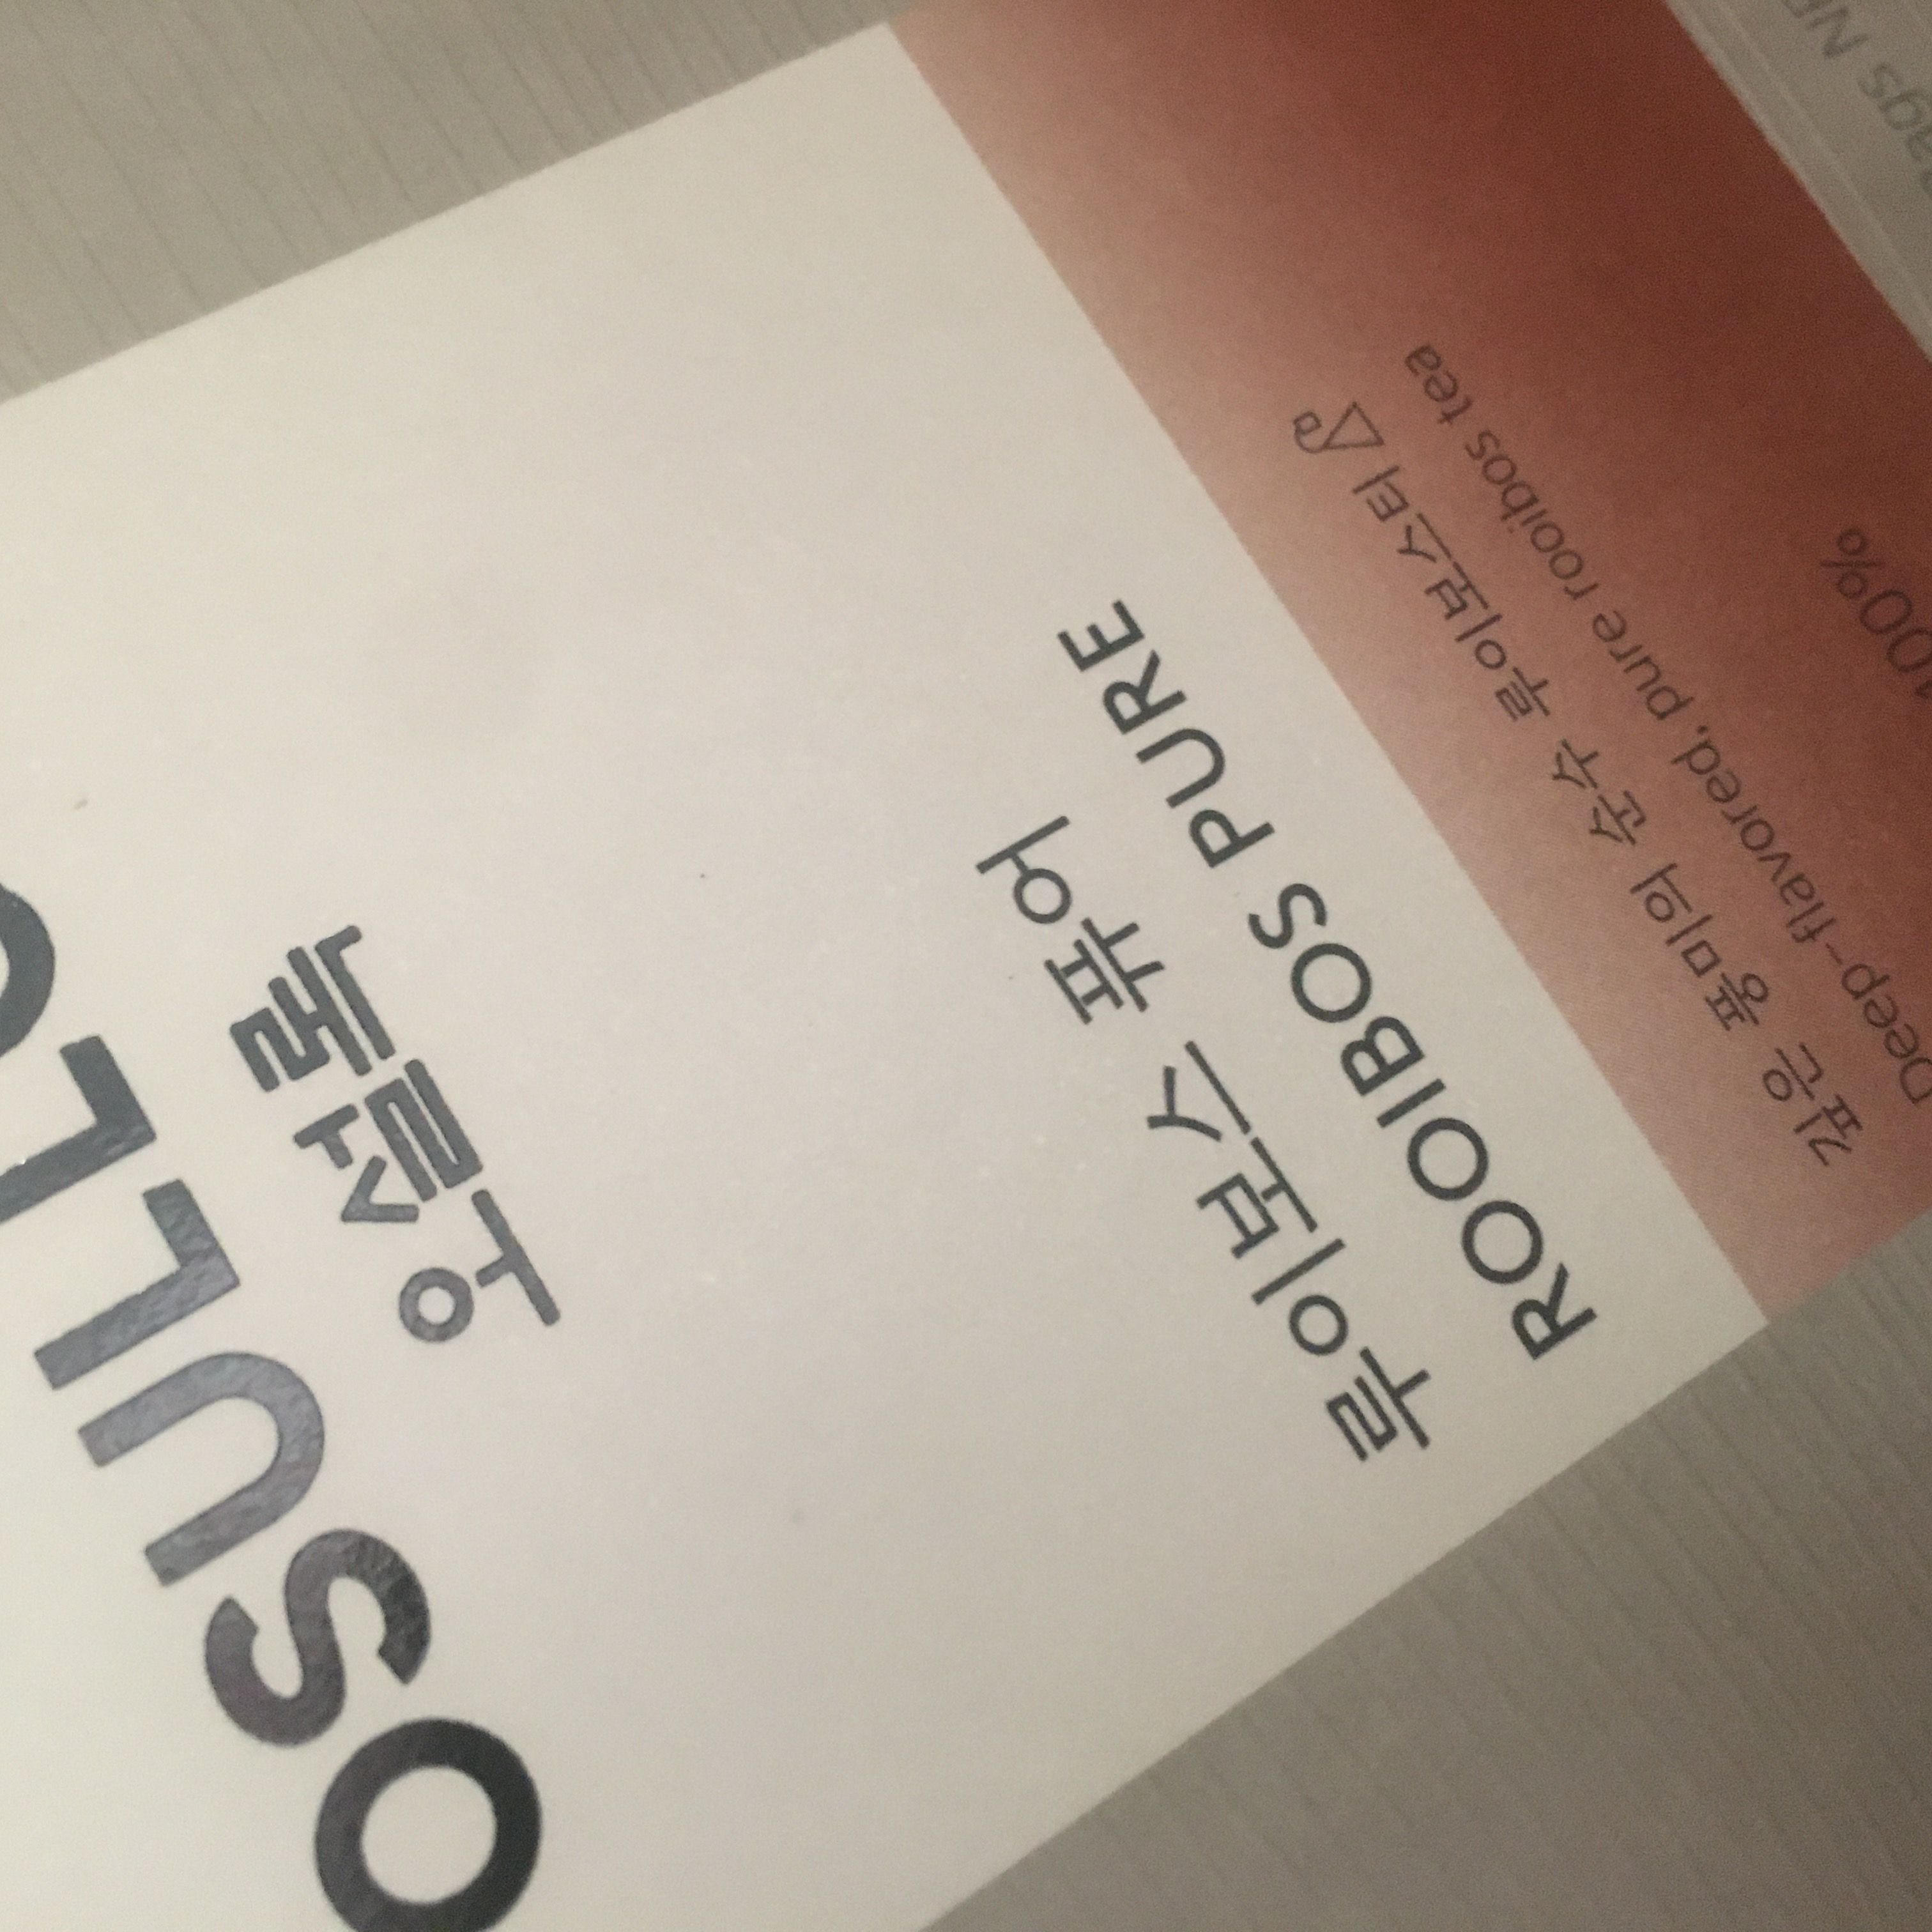 OSULLO
오설록
루이보스 퓨어
ROOIBOS PURE
깊은 풍미의 순수 루이보스티
Deep-flavored, pure rooibos tea
100%